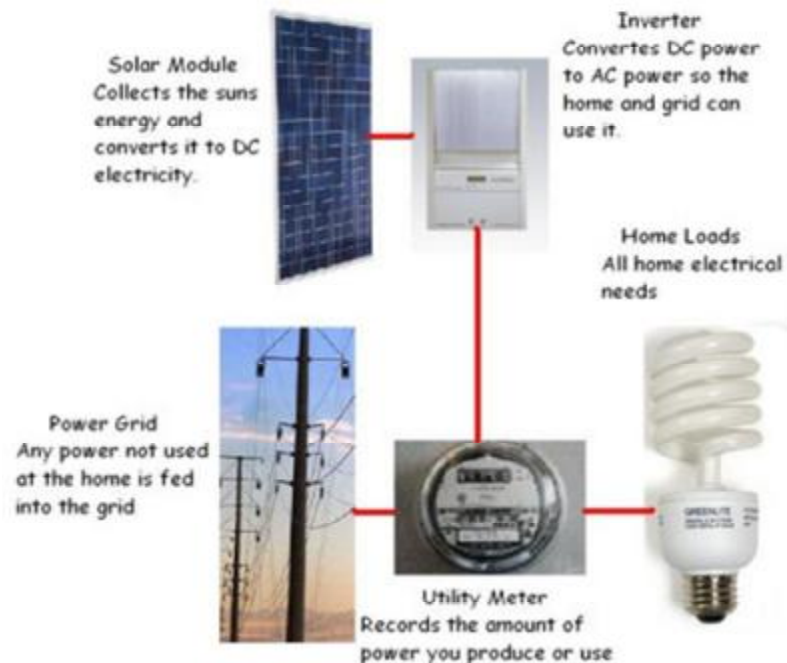 Solar Module
Collects the suns
energy and
converts it to DC
electricity.
Inverter
Convertes DC power
to AC power so the
home and grid can
use it.
Home Loads
All home electrical
needs
Power Grid
Any power not used
at the home is fed
into the grid
GREENLITE
Utility Meter
Records the amount of
power you produce or use